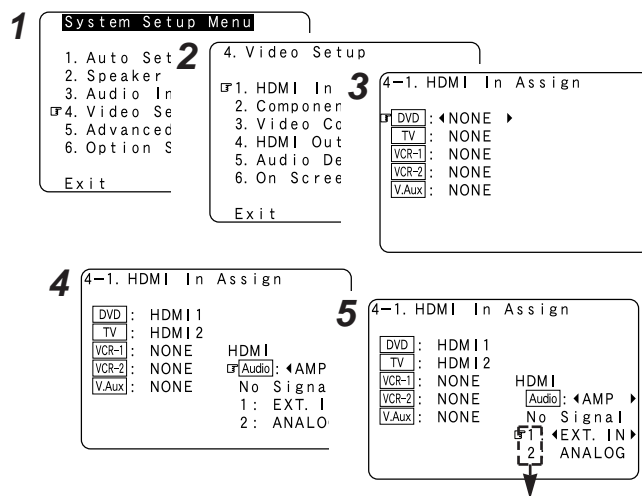 1
System Setup Menu
1. Auto Set
2. Speaker
3. Audio In
☞4. Video Se
5. Advanced
6. Option S
Exit
2
4. Video Setup
☞1. HDMI In
2. Componen
3. Video Co
4. HDMI Out
5. Audio De
6. On Scree
Exit
3
4-1. HDMI In Assign
☞DVD: ◀NONE ▶
TV: NONE
VCR-1: NONE
VCR-2: NONE
V.Aux: NONE
4
4-1. HDMI In Assign
DVD: HDMI1
TV: HDMI2
VCR-1: NONE HDMI
VCR-2: NONE ☞Audio: ◀AMP
V.Aux: NONE No Signa
1: EXT. I
2: ANALO
5
4-1. HDMI In Assign
DVD: HDMI1
TV: HDMI2
VCR-1: NONE HDMI
VCR-2: NONE Audio: ◀AMP ▶
V.Aux: NONE No Signal
☞1 ◀EXT. IN▶
2 ANALOG